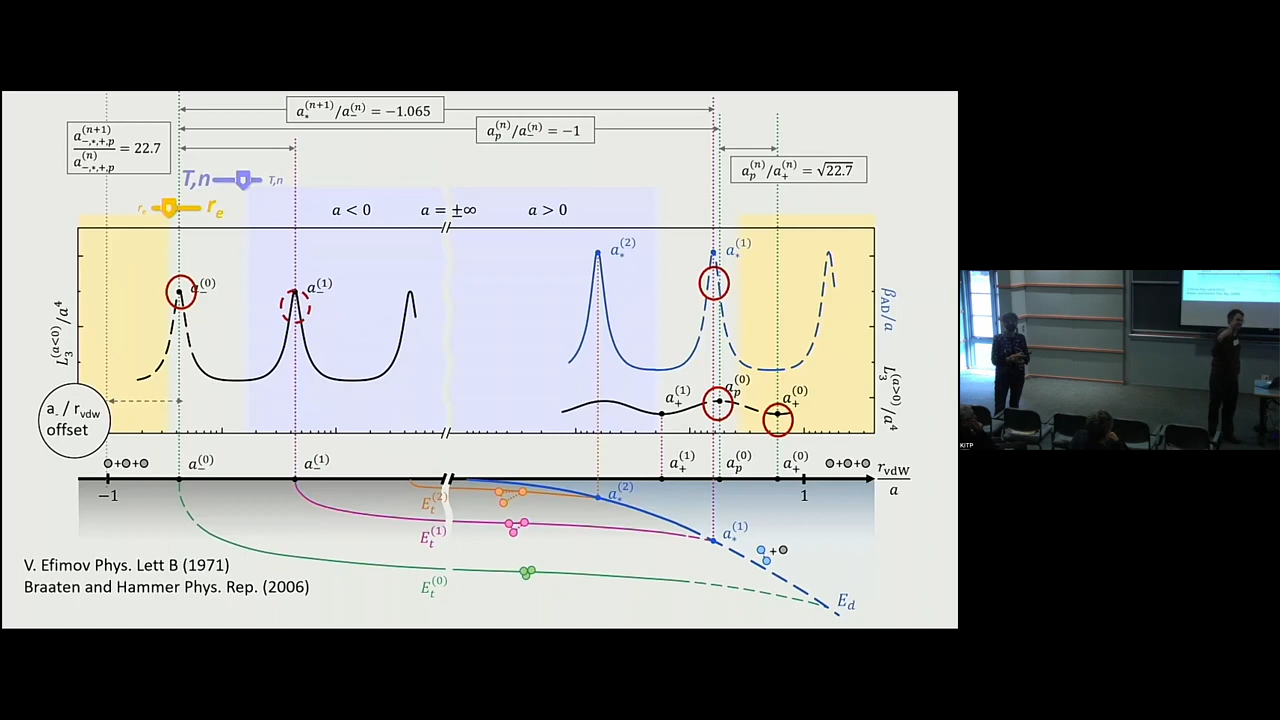 a_*^{(n+1)}/a_-^{(n)} = −1.065
a_p^{(n)}/a_-^{(n)} = −1
a_{-,*,+,p}^{(n+1)}
a_{-,*,+,p}^{(n)}
= 22.7
a_p^{(n)}/a_+^{(n)} = √22.7
T,n
T,n
r_e
r_e
a < 0
a = ±∞
a > 0
a_*^{(2)}
a_*^{(1)}
a_-^{(0)}
a_-^{(1)}
L_3^{(a<0)}/a^4
β_AD/a
L_3^{(a>0)}/a^4
a_+^{(1)}
a_p^{(0)}
a_+^{(0)}
a_- / r_vdw
offset
a_-^{(0)}
a_-^{(1)}
a_+^{(1)}
a_p^{(0)}
a_+^{(0)}
r_vdW
a
−1
1
E_t^{(2)}
a_*^{(2)}
E_t^{(1)}
a_*^{(1)}
E_t^{(0)}
E_d
V. Efimov Phys. Lett B (1971)
Braaten and Hammer Phys. Rep. (2006)
KITP